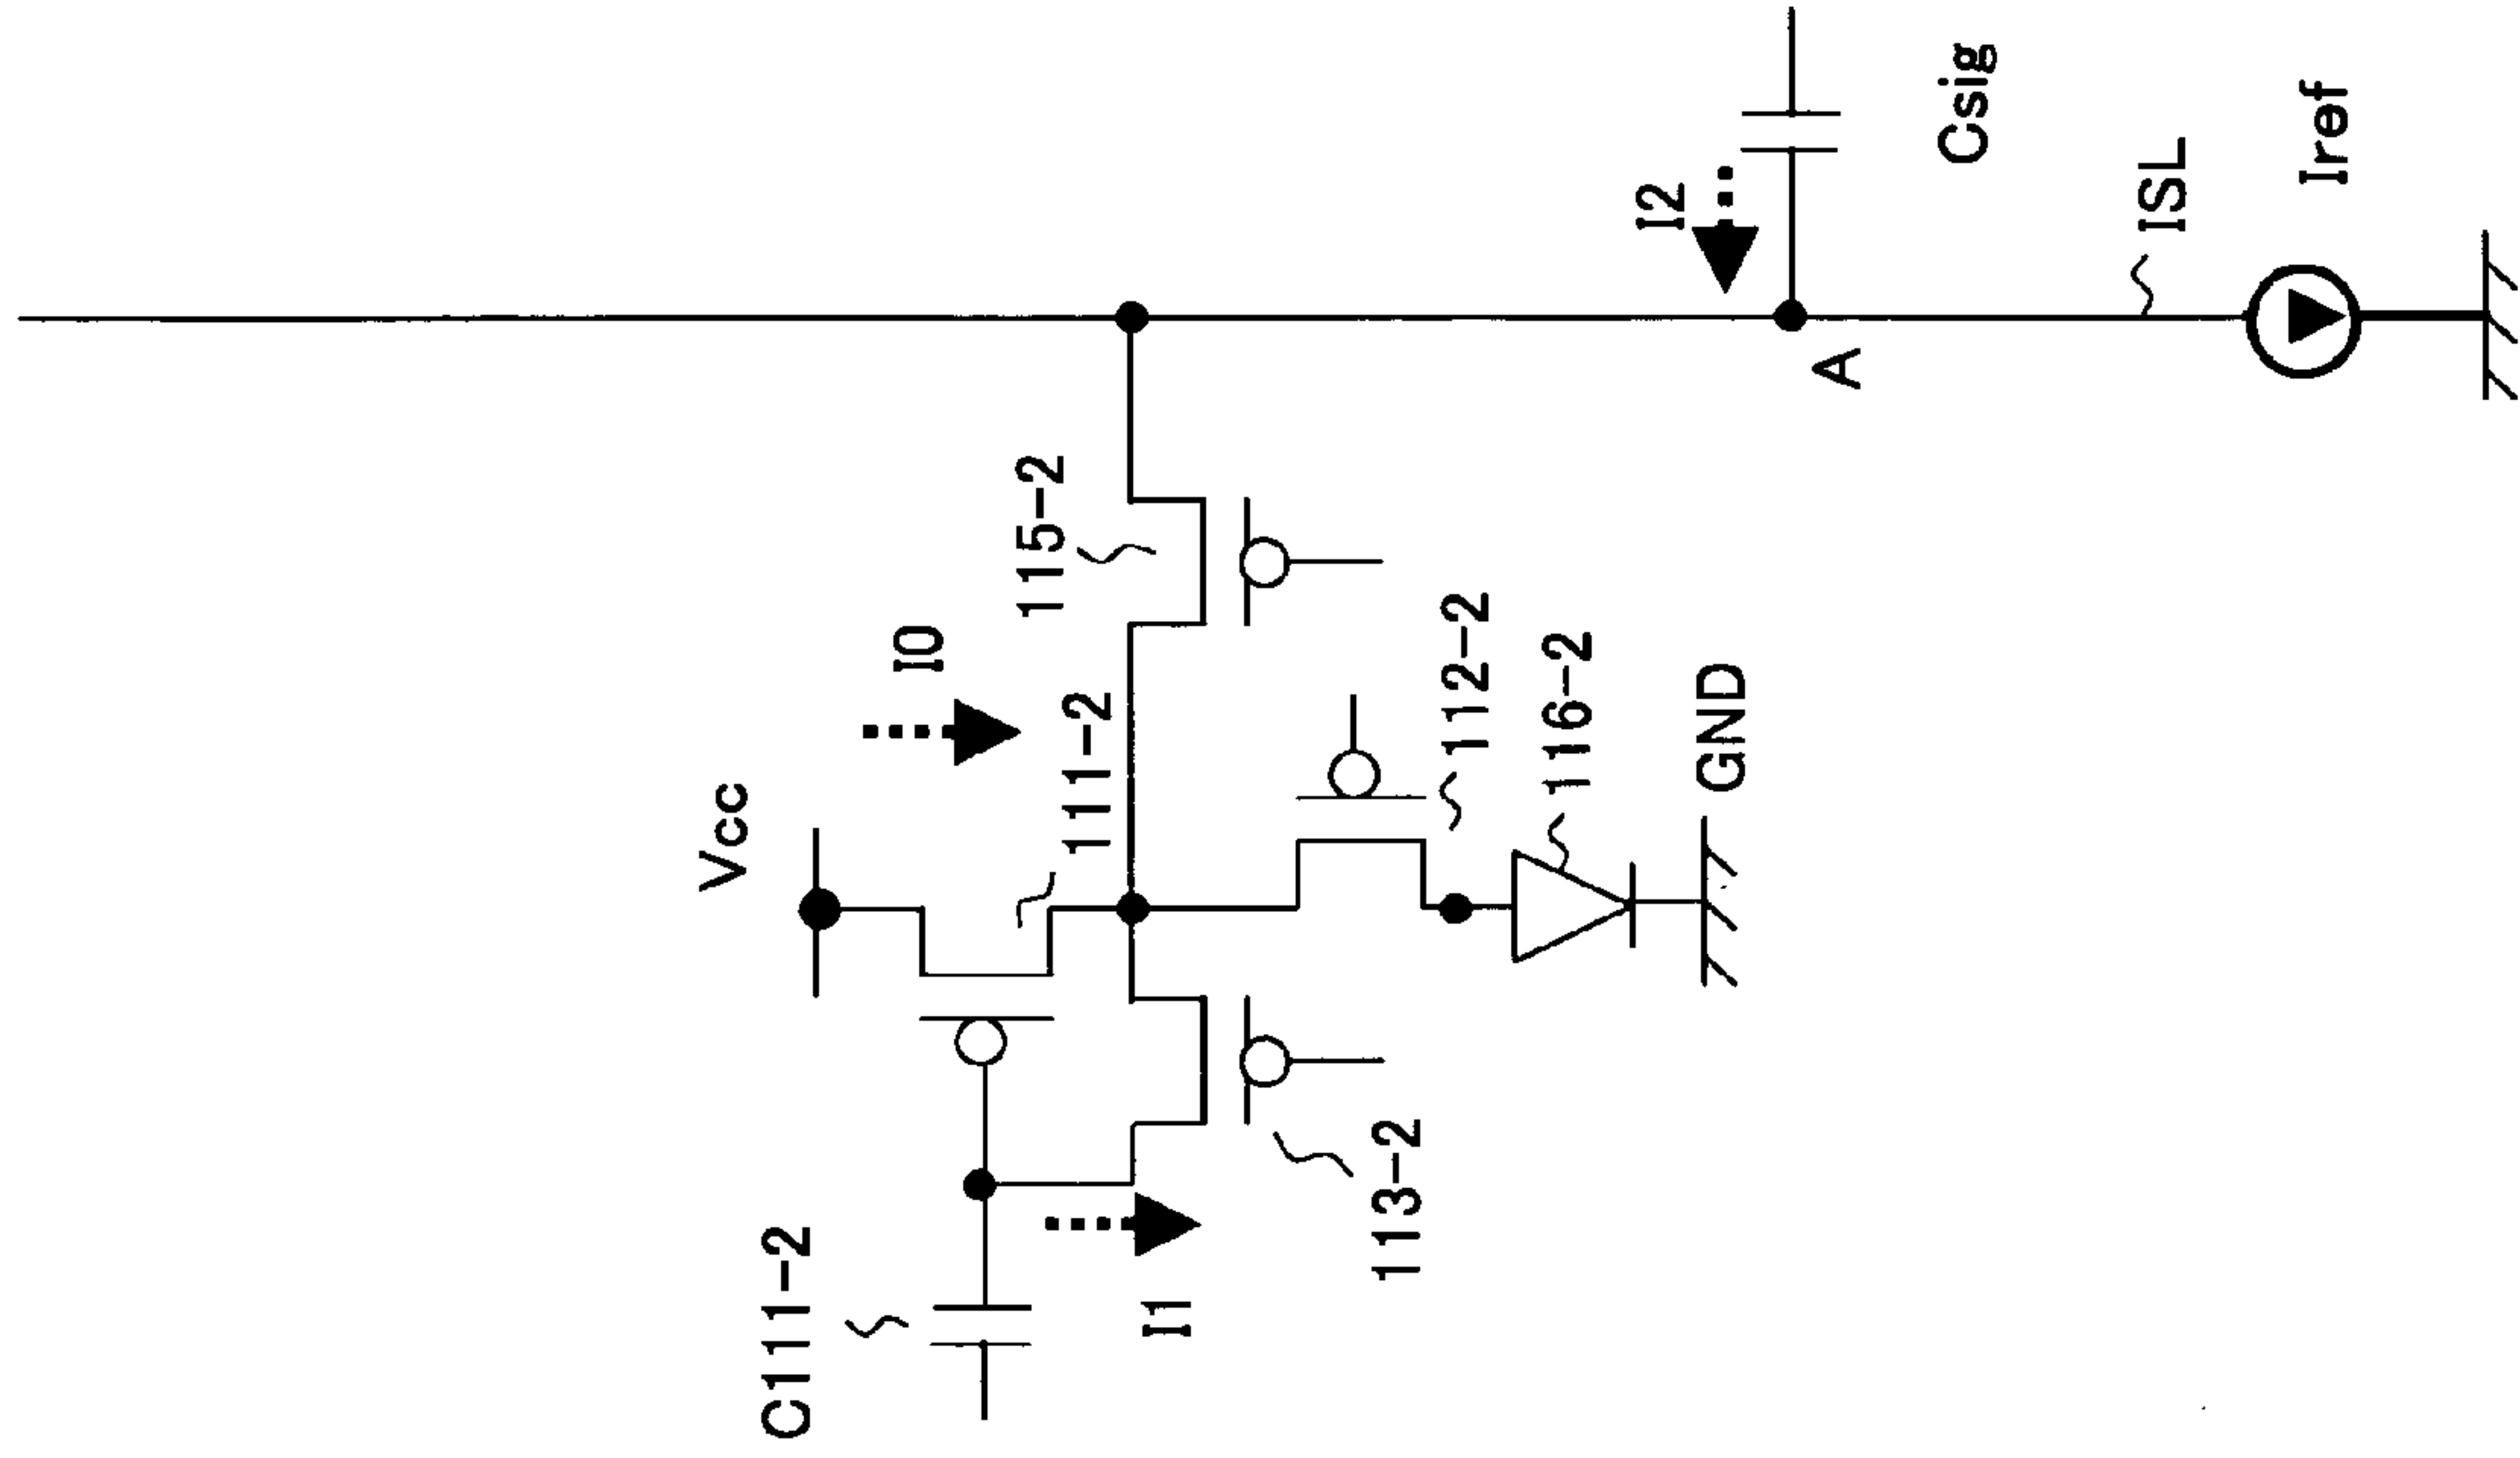 Csig
Iref
ISL
I2
A
115-2
I0
112-2
116-2
GND
111-2
Vcc
113-2
C111-2
I1